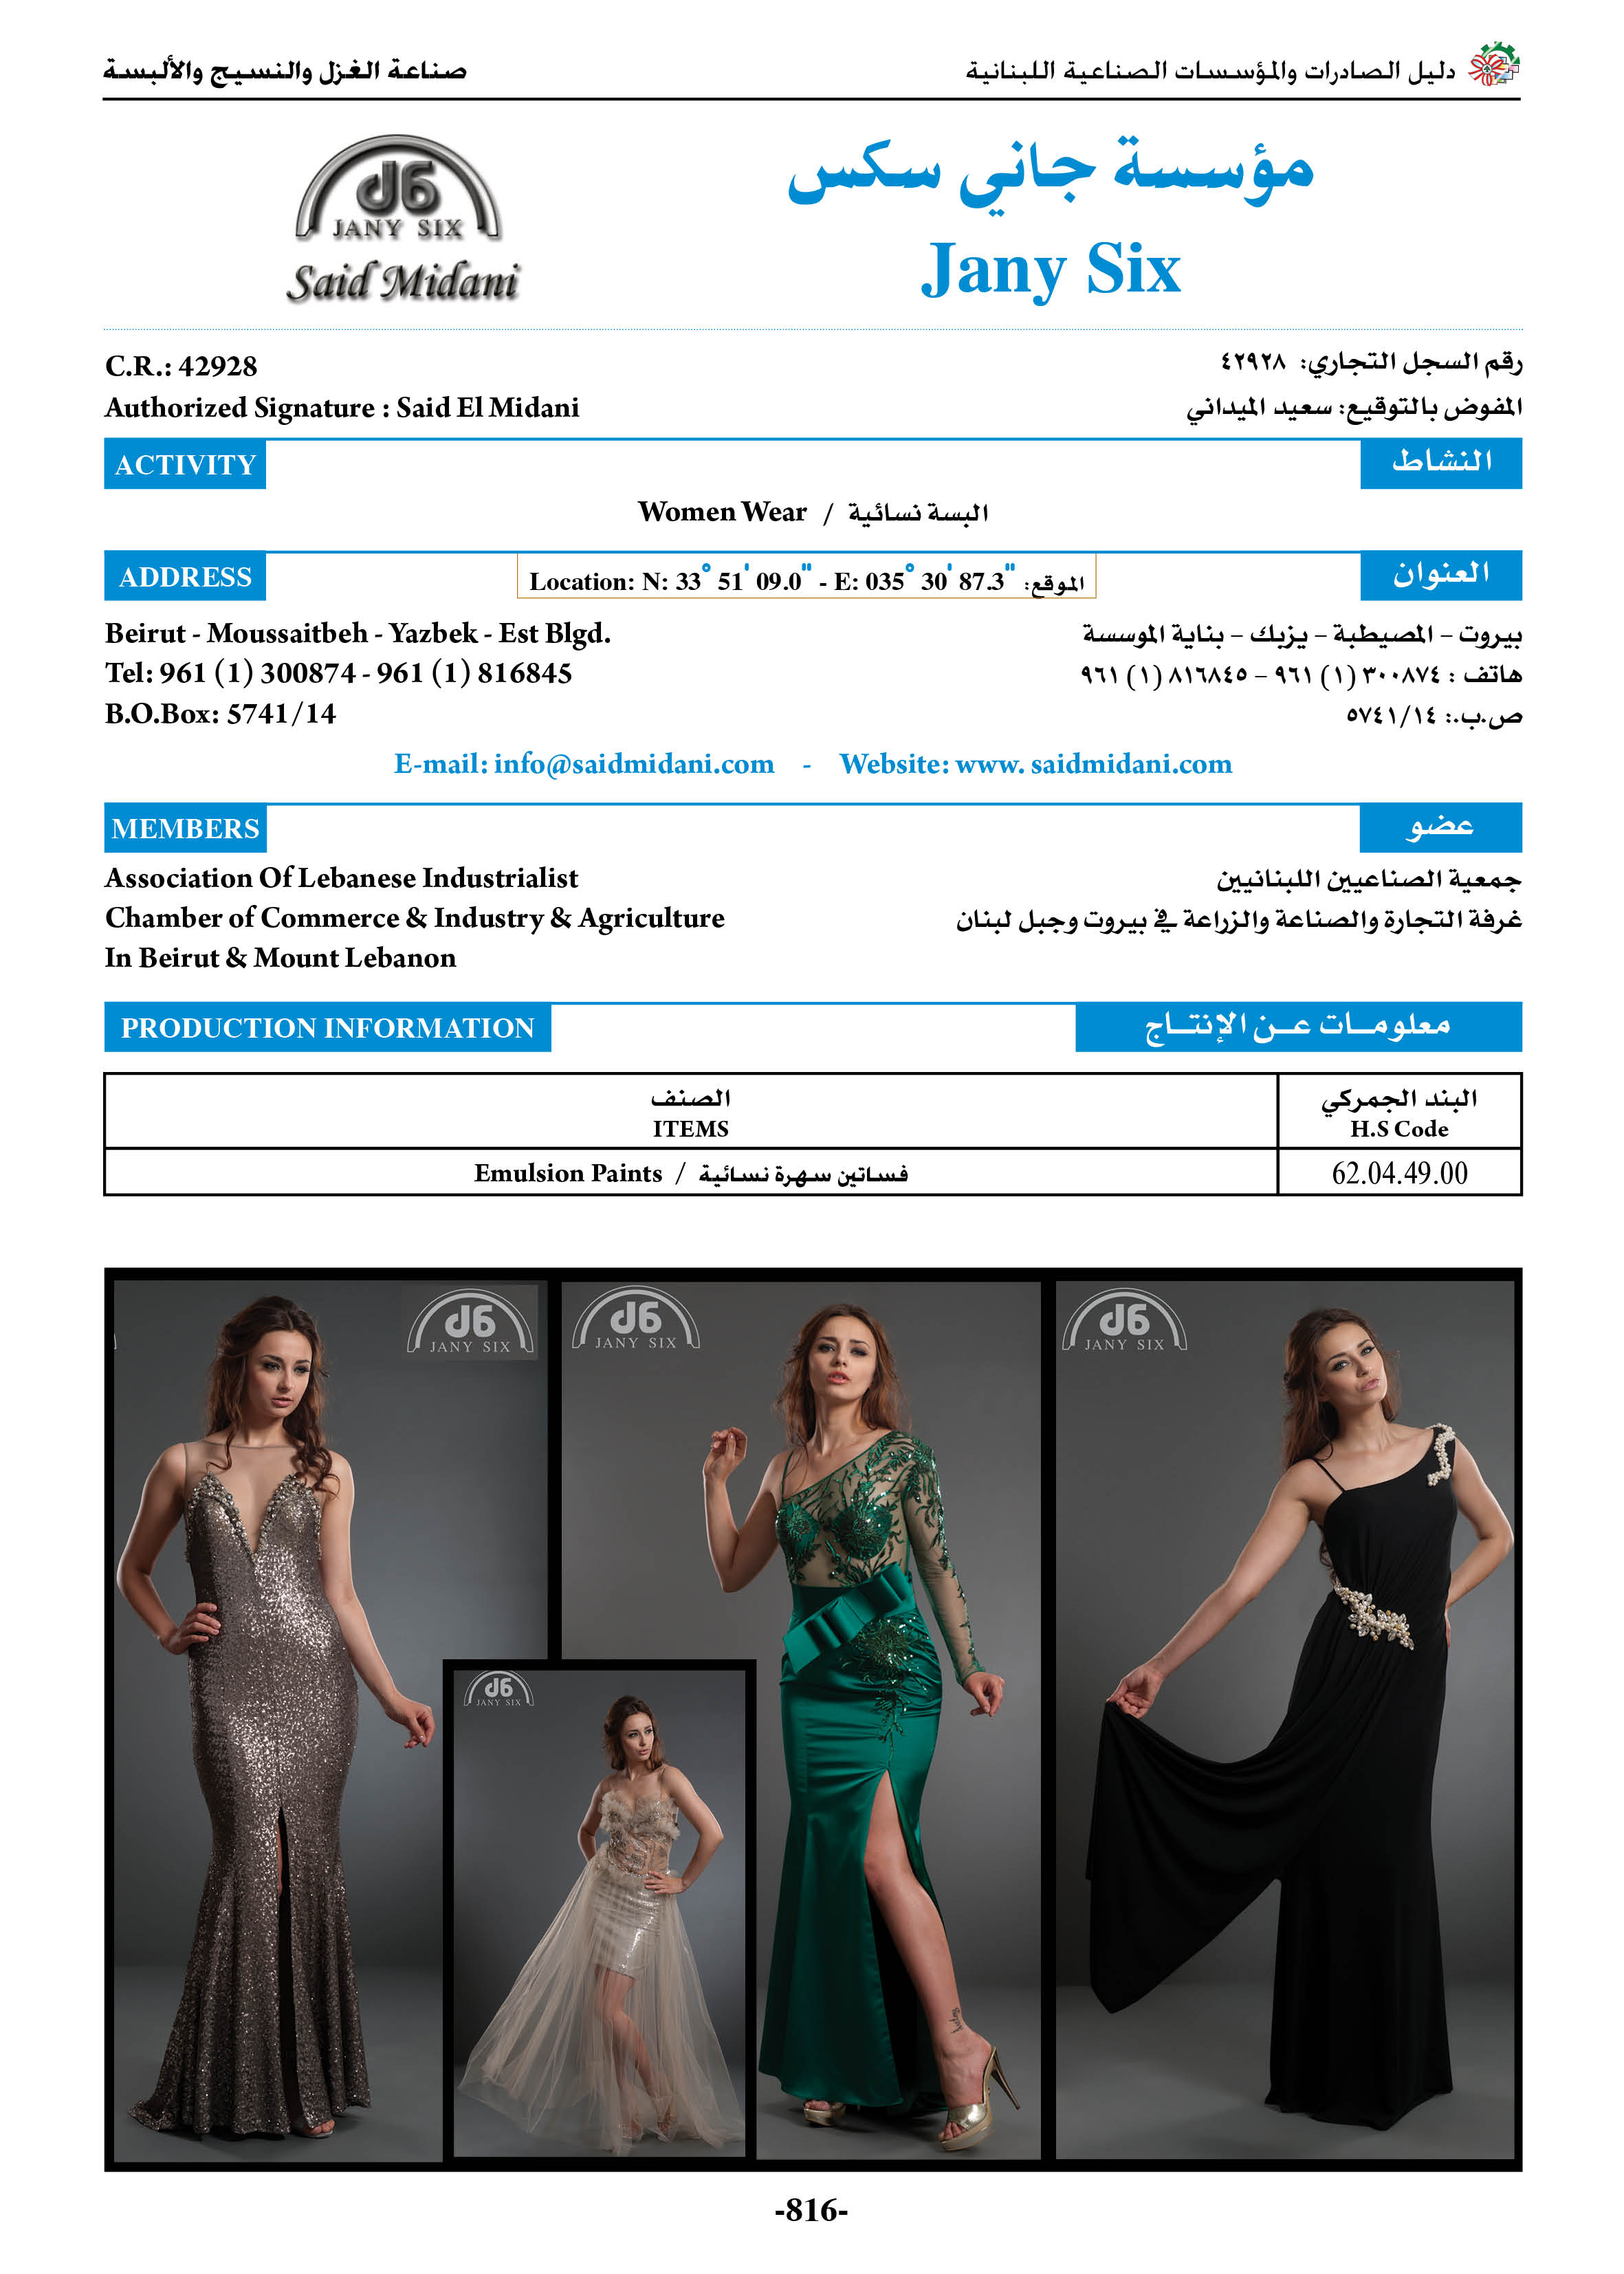 صناعة الغزل والنسيج والألبسة
دليل الصادرات والمؤسسات الصناعية اللبنانية
d6
JANY SIX
Said Midani
مؤسسة جاني سكس
Jany Six
C.R.: 42928
رقم السجل التجاري: ٤٢٩٢٨
Authorized Signature : Said El Midani
المفوض بالتوقيع: سعيد الميداني
ACTIVITY
النشاط
Women Wear / البسة نسائية
ADDRESS
Location: N: 33° 51' 09.0" - E: 035° 30' 87.3" الموقع:
العنوان
Beirut - Moussaitbeh - Yazbek - Est Blgd.
بيروت – المصيطبة – يزبك – بناية الموسسة
Tel: 961 (1) 300874 - 961 (1) 816845
هاتف : ٣٠٠٨٧٤ (١) ٩٦١ – ٨١٦٨٤٥ (١) ٩٦١
B.O.Box: 5741/14
ص.ب.: ٥٧٤١/١٤
E-mail: info@saidmidani.com - Website: www. saidmidani.com
MEMBERS
عضو
Association Of Lebanese Industrialist
جمعية الصناعيين اللبنانيين
Chamber of Commerce & Industry & Agriculture
غرفة التجارة والصناعة والزراعة في بيروت وجبل لبنان
In Beirut & Mount Lebanon
PRODUCTION INFORMATION
معلومات عن الإنتاج
الصنف
ITEMS
البند الجمركي
H.S Code
Emulsion Paints / فساتين سهرة نسائية
62.04.49.00
d6
JANY SIX
d6
JANY SIX
d6
JANY SIX
d6
JANY SIX
-816-